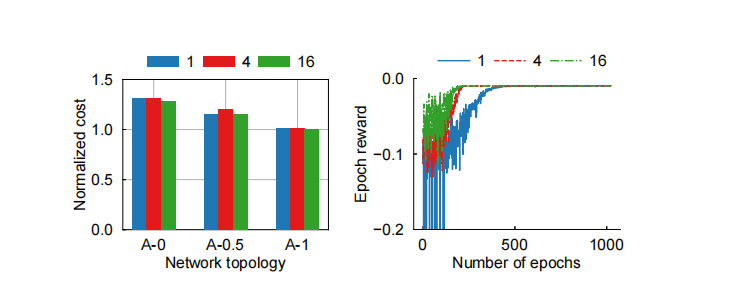 1 4 16
Normalized cost
1.5
1.0
0.5
0.0
A-0 A-0.5 A-1
Network topology
1 4 16
Epoch reward
0.0
−0.1
−0.2
0 500 1000
Number of epochs